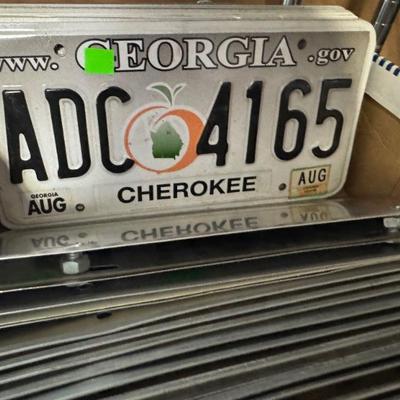 www. GEORGIA .gov
ADC 4165
GEORGIA
AUG
CHEROKEE
AUG